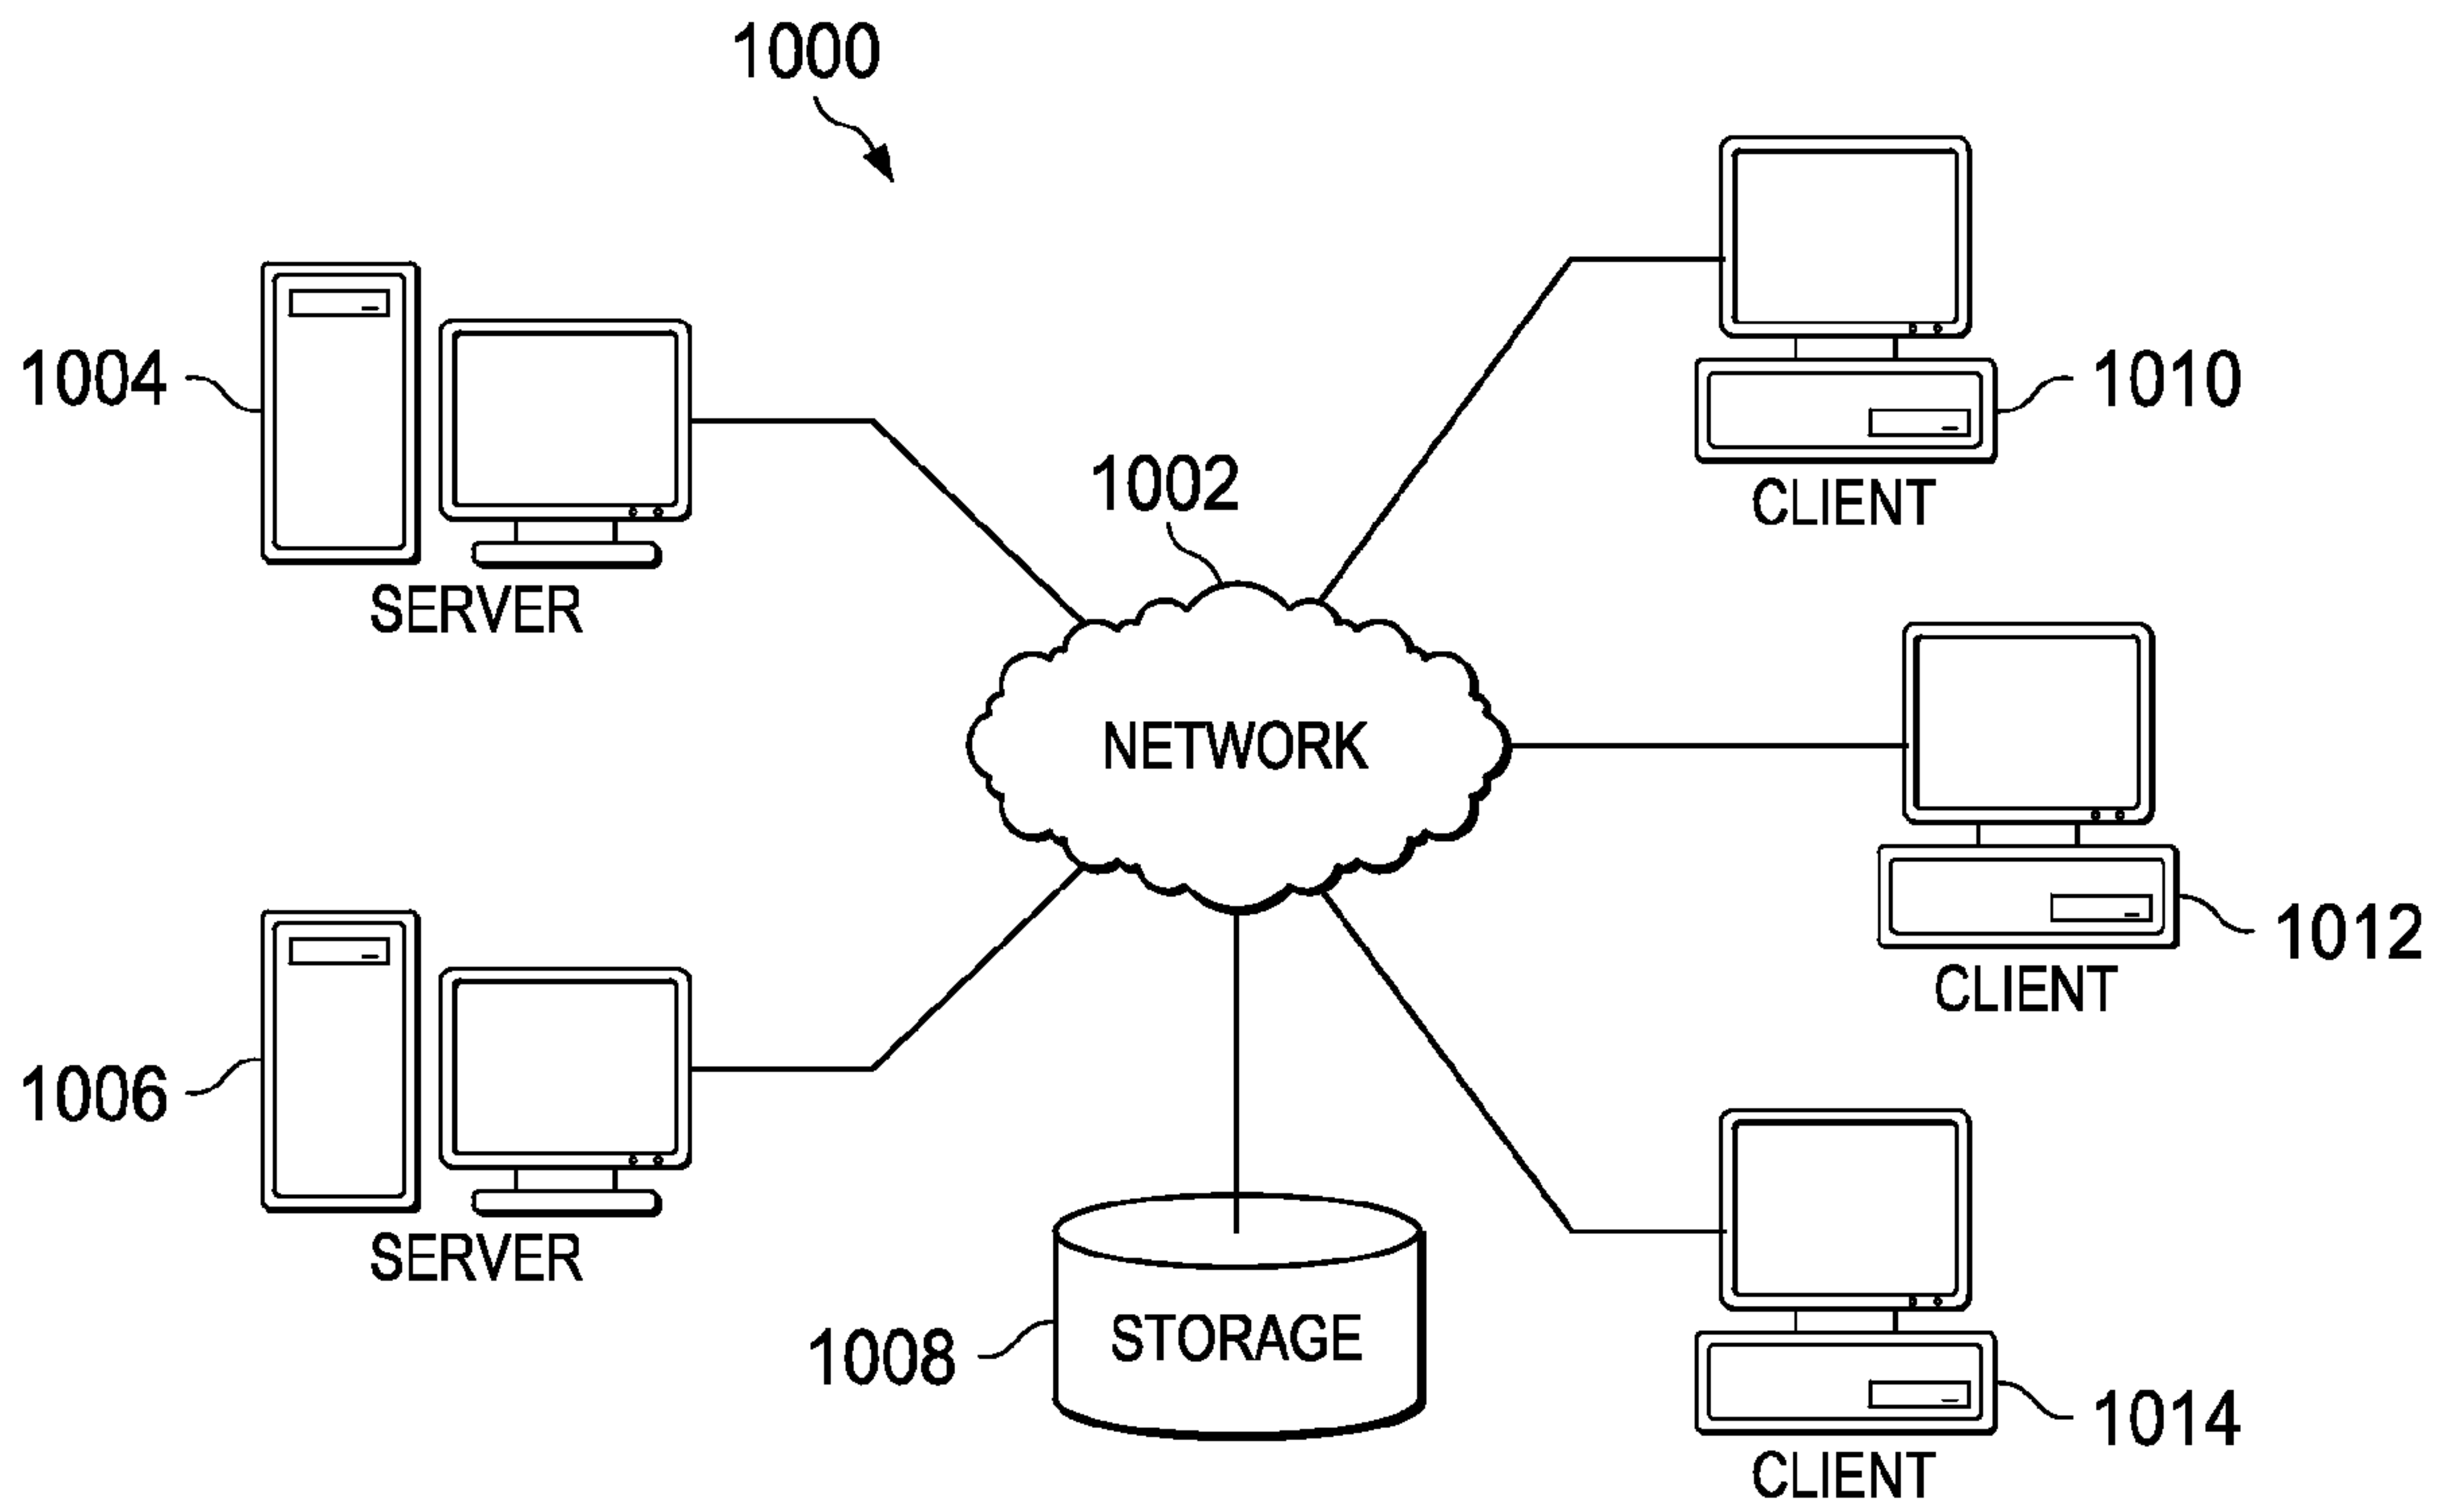 1000
1004
SERVER
1002
NETWORK
1010
CLIENT
1012
CLIENT
1006
SERVER
1008
STORAGE
1014
CLIENT